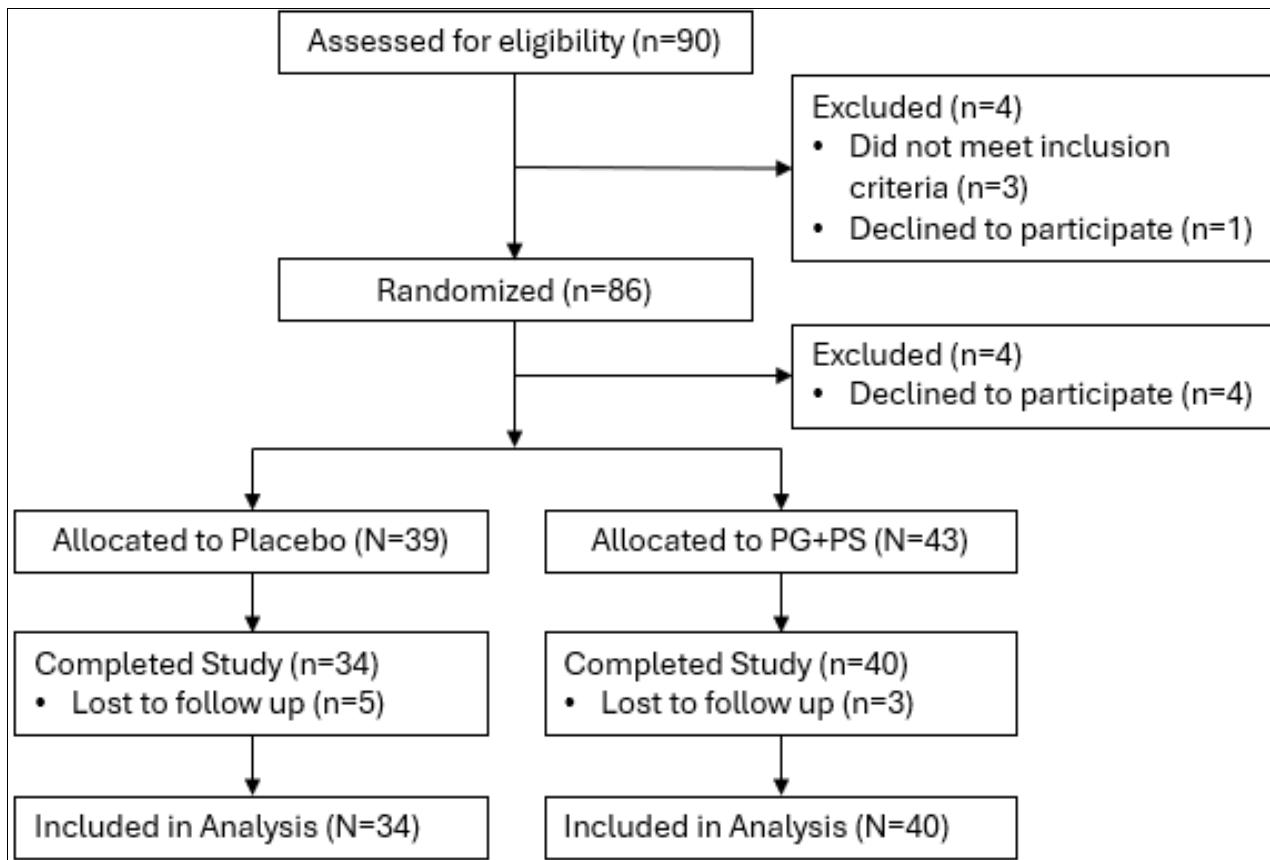 Assessed for eligibility (n=90)
Excluded (n=4)
• Did not meet inclusion
criteria (n=3)
• Declined to participate (n=1)
Randomized (n=86)
Excluded (n=4)
• Declined to participate (n=4)
Allocated to Placebo (N=39)
Allocated to PG+PS (N=43)
Completed Study (n=34)
• Lost to follow up (n=5)
Completed Study (n=40)
• Lost to follow up (n=3)
Included in Analysis (N=34)
Included in Analysis (N=40)